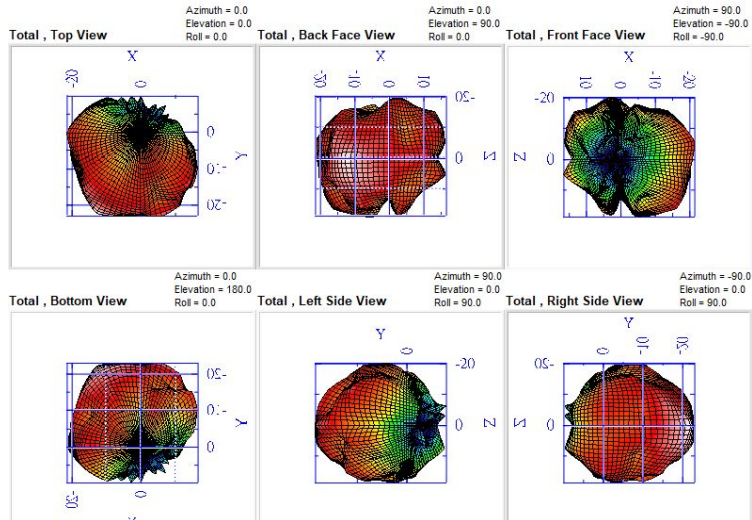 Azimuth = 0.0
Elevation = 0.0
Total , Top View Roll = 0.0
Azimuth = 0.0
Elevation = 90.0
Total , Back Face View Roll = 0.0
Azimuth = 90.0
Elevation = -90.0
Total , Front Face View Roll = -90.0
X
-20
0
0
Y
-10
-20
X
-20
-10
0
10
-20
0
Z
X
10
0
-10
-20
-20
0
Z
Azimuth = 0.0
Elevation = 180.0
Total , Bottom View Roll = 0.0
Azimuth = 90.0
Elevation = 0.0
Total , Left Side View Roll = 90.0
Azimuth = -90.0
Elevation = 0.0
Total , Right Side View Roll = 90.0
-20
-10
0
Y
-20
0
Y
0
-20
0
Z
Y
0
-10
-20
-20
0
Z